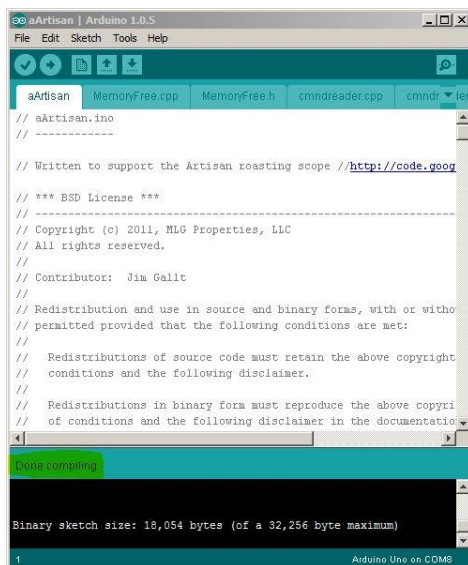 aArtisan | Arduino 1.0.5
File Edit Sketch Tools Help
aArtisan MemoryFree.cpp MemoryFree.h cmndreader.cpp cmndr
// aArtisan.ino
// ------------
// Written to support the Artisan roasting scope //http://code.goog
// *** BSD License ***
// ------------------------------------------------------------------
// Copyright (c) 2011, MLG Properties, LLC
// All rights reserved.
//
// Contributor:  Jim Gallt
//
// Redistribution and use in source and binary forms, with or witho
// permitted provided that the following conditions are met:
//
//   Redistributions of source code must retain the above copyright
//   conditions and the following disclaimer.
//
//   Redistributions in binary form must reproduce the above copyri
//   of conditions and the following disclaimer in the documentatio
Done compiling.
Binary sketch size: 18,054 bytes (of a 32,256 byte maximum)
1 Arduino Uno on COM8